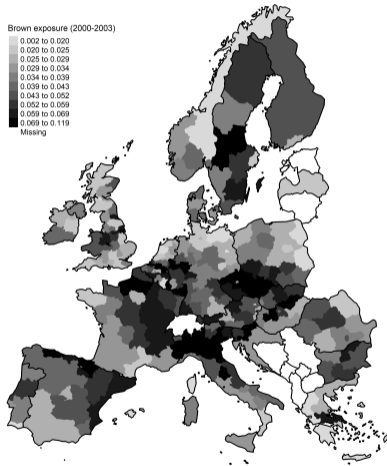 Brown exposure (2000-2003)
0.002 to 0.020
0.020 to 0.025
0.025 to 0.029
0.029 to 0.034
0.034 to 0.039
0.039 to 0.043
0.043 to 0.052
0.052 to 0.059
0.059 to 0.069
0.069 to 0.119
Missing